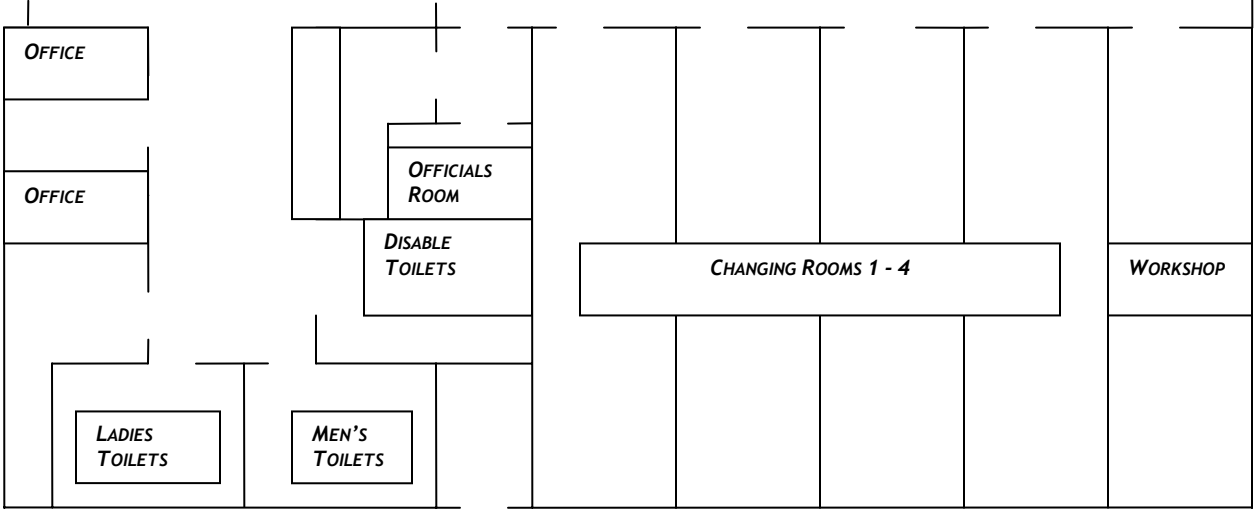 OFFICE
OFFICE
OFFICIALS
ROOM
DISABLE
TOILETS
CHANGING ROOMS 1 - 4
WORKSHOP
LADIES
TOILETS
MEN'S
TOILETS